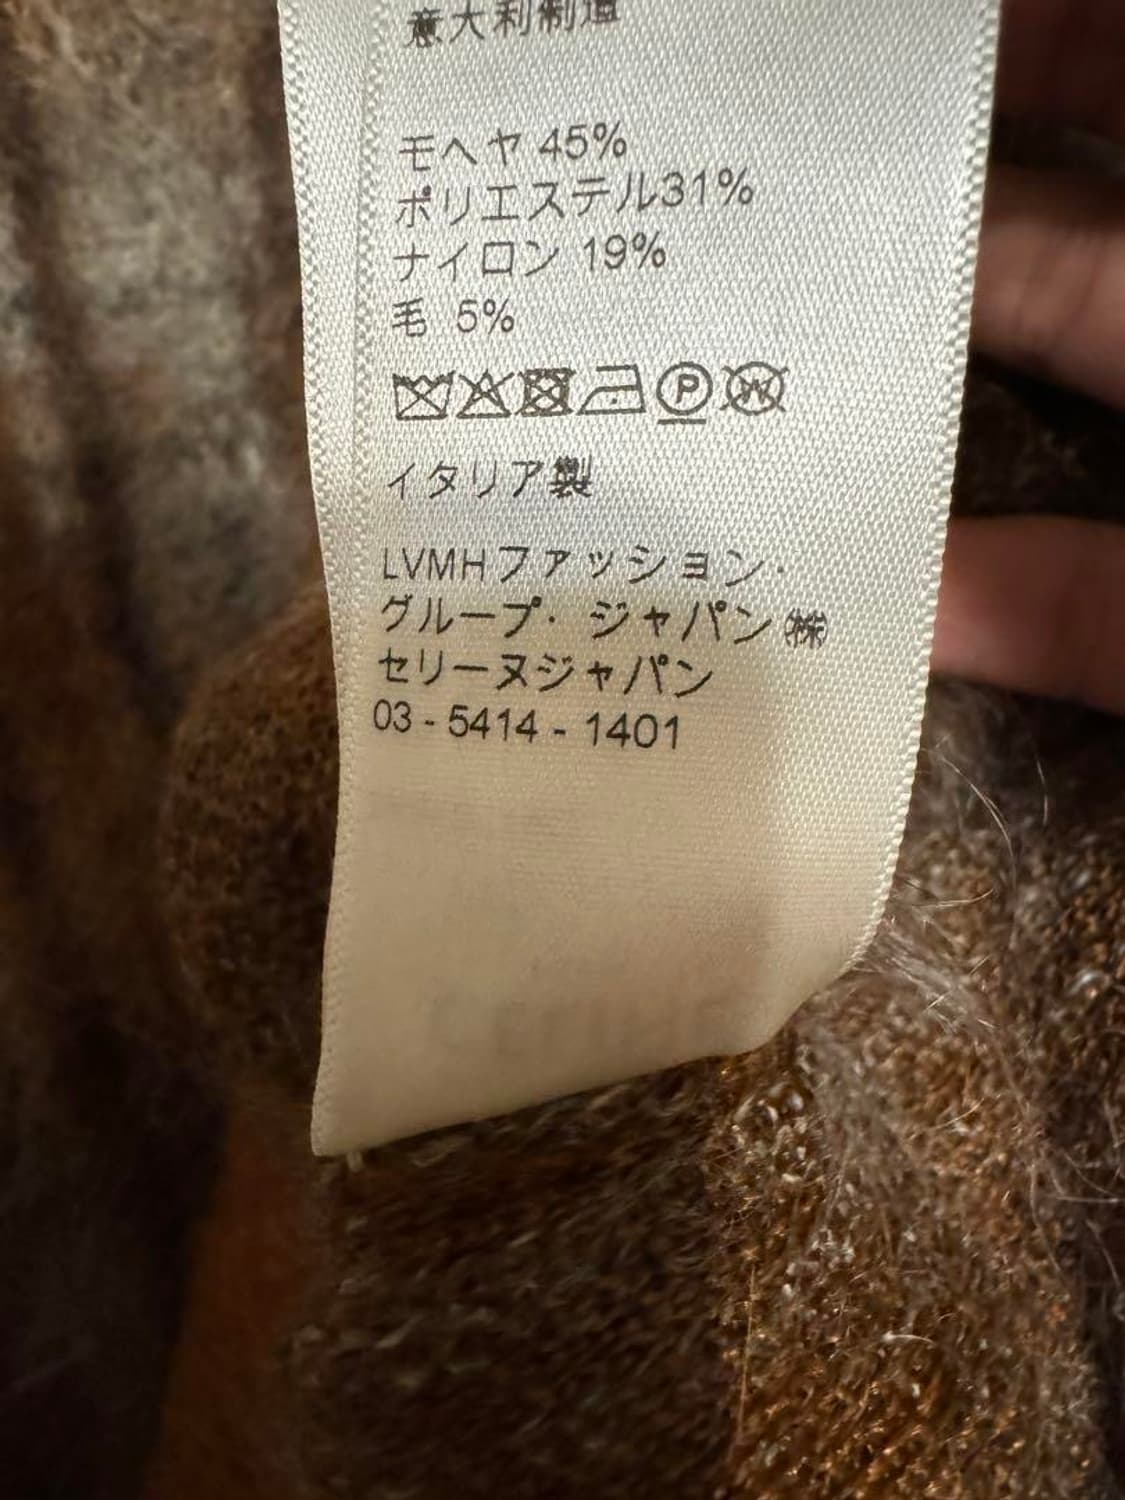 意大利制造
モヘヤ 45%
ポリエステル31%
ナイロン 19%
毛 5%
P W
イタリア製
LVMHファッション・
グループ・ジャパン㈱
セリーヌジャパン
03 - 5414 - 1401